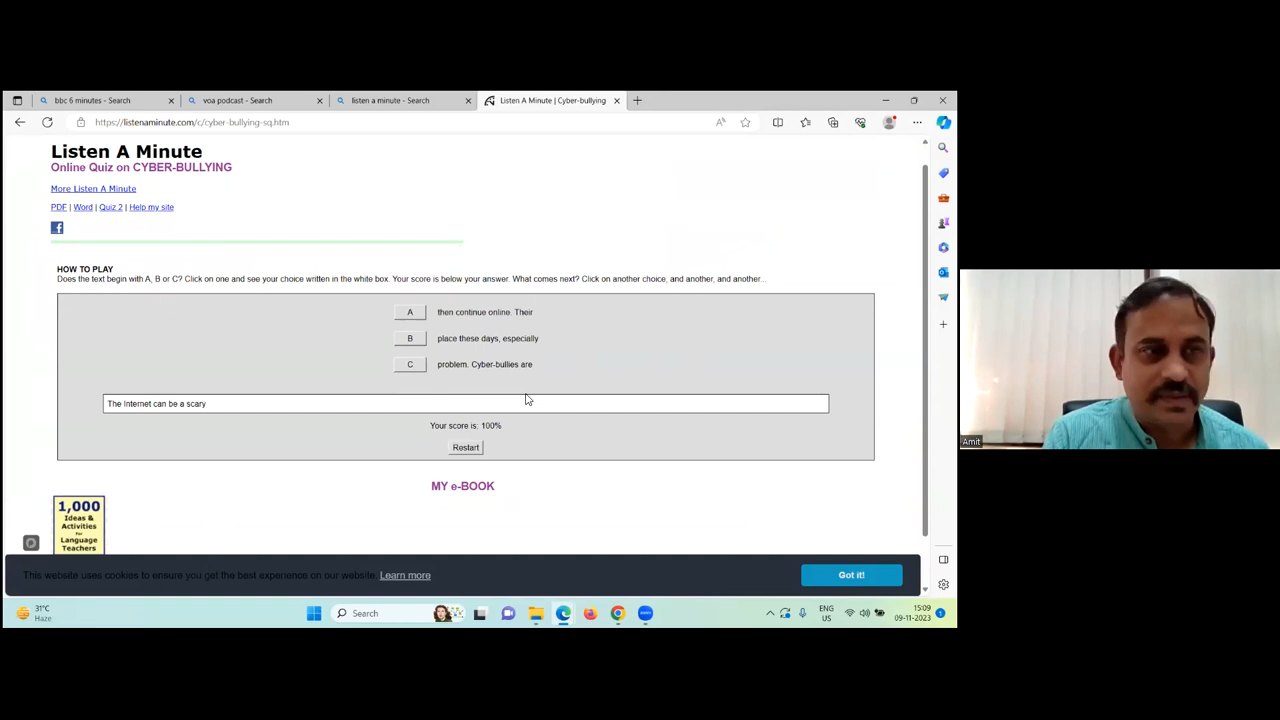 bbc 6 minutes - Search
voa podcast - Search
listen a minute - Search
Listen A Minute | Cyber-bullying
https://listenaminute.com/c/cyber-bullying-sq.htm
Listen A Minute
Online Quiz on CYBER-BULLYING
More Listen A Minute
PDF | Word | Quiz 2 | Help my site
HOW TO PLAY
Does the text begin with A, B or C? Click on one and see your choice written in the white box. Your score is below your answer. What comes next? Click on another choice, and another, and another...
A then continue online. Their
B place these days, especially
C problem. Cyber-bullies are
The Internet can be a scary
Your score is: 100%
Restart
MY e-BOOK
1,000
Ideas &
Activities
For
Language
Teachers
This website uses cookies to ensure you get the best experience on our website. Learn more
Got it!
31°C
Haze
Search
ENG
US
15:09
09-11-2023
1
Amit